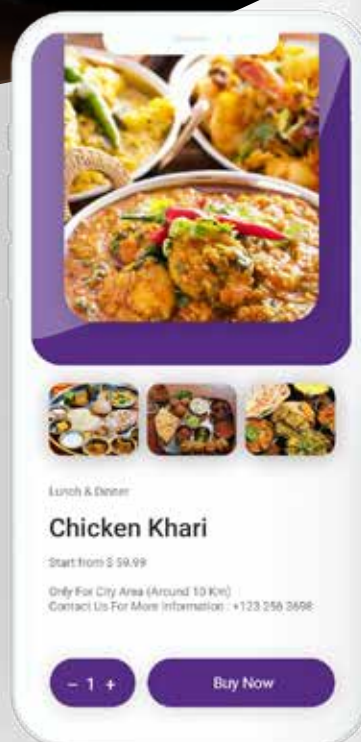 Lunch & Dinner
Chicken Khari
Start from $ 59.99
Only For City Area (Around 10 Km)
Contact Us For More Information : +123 256 3698
− 1 +
Buy Now